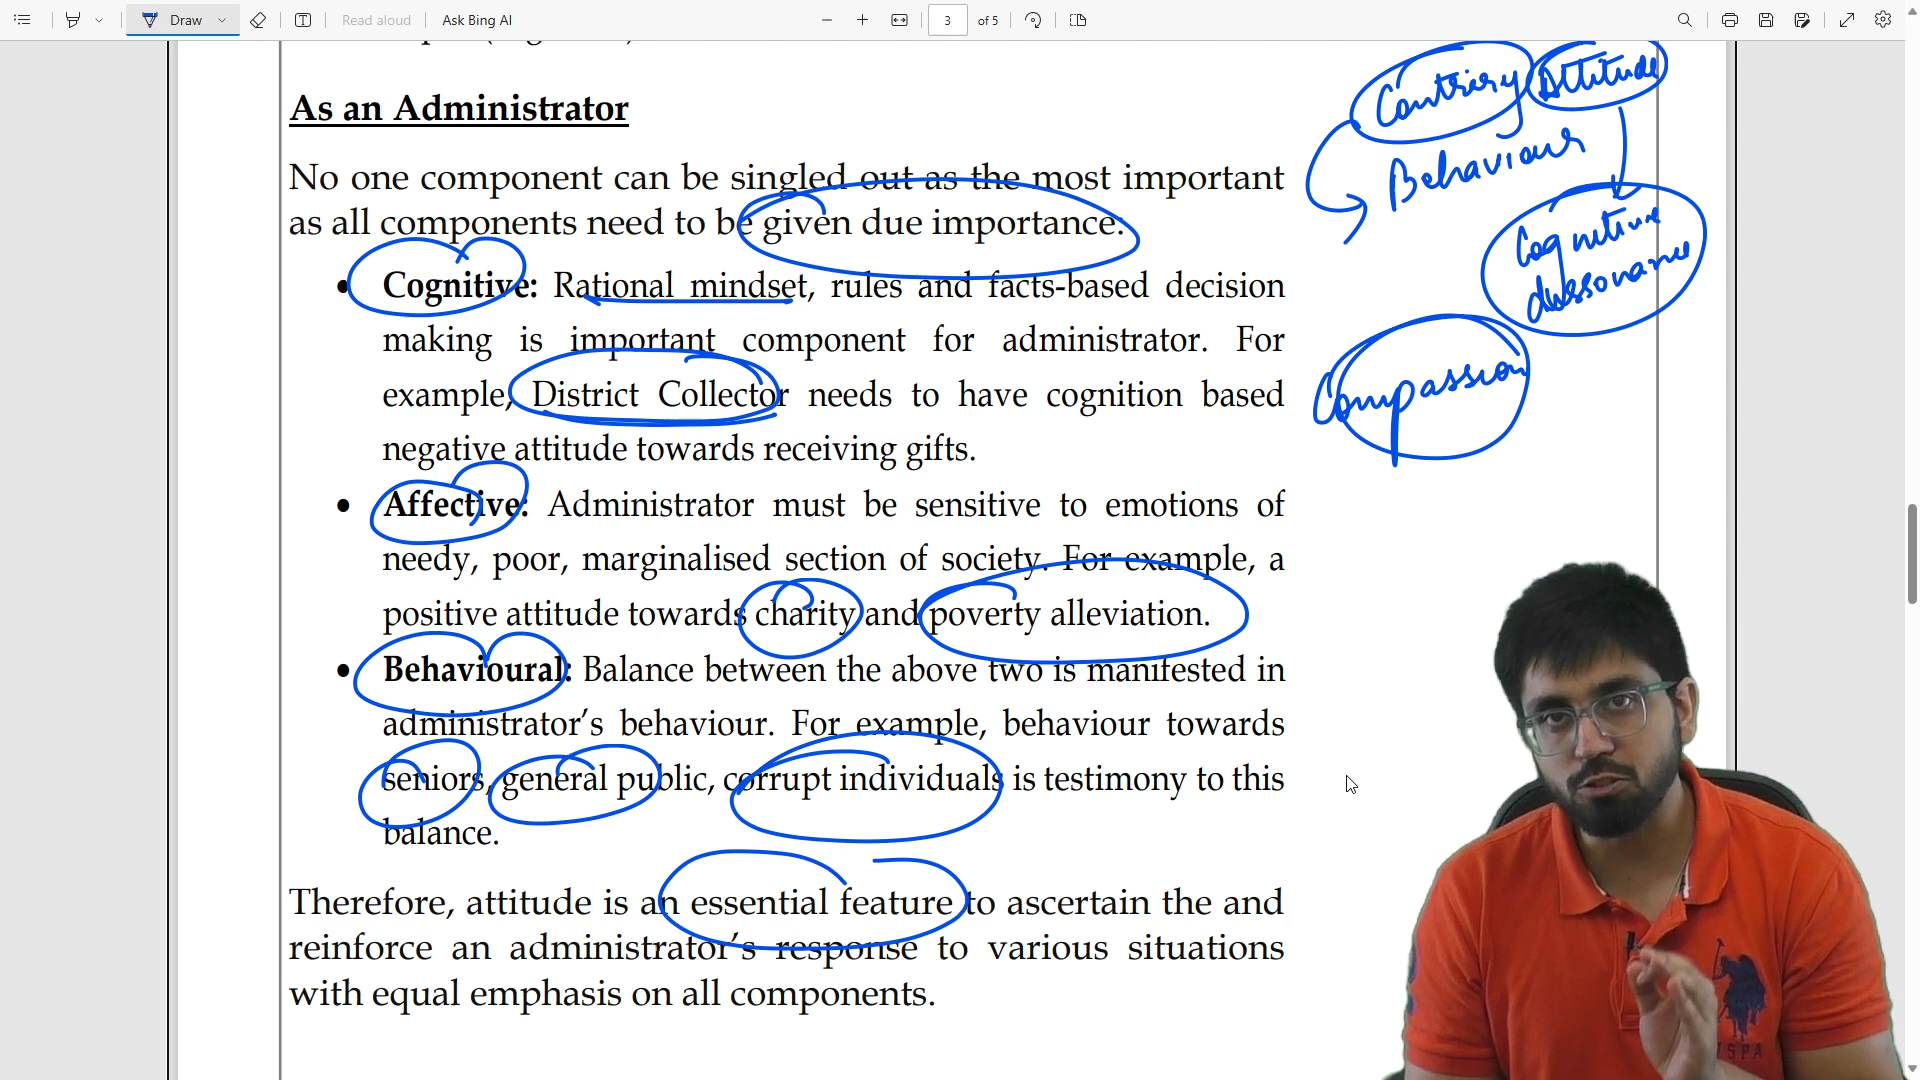 Draw
Read aloud
Ask Bing AI
3
of 5
As an Administrator
No one component can be singled out as the most important
as all components need to be given due importance.
• Cognitive: Rational mindset, rules and facts-based decision
making is important component for administrator. For
example, District Collector needs to have cognition based
negative attitude towards receiving gifts.
• Affective: Administrator must be sensitive to emotions of
needy, poor, marginalised section of society. For example, a
positive attitude towards charity and poverty alleviation.
• Behavioural: Balance between the above two is manifested in
administrator's behaviour. For example, behaviour towards
seniors, general public, corrupt individuals is testimony to this
balance.
Therefore, attitude is an essential feature to ascertain the and
reinforce an administrator's response to various situations
with equal emphasis on all components.
Contrary Attitude
Behaviour
Cognitive
dissonance
Compassion
SPA